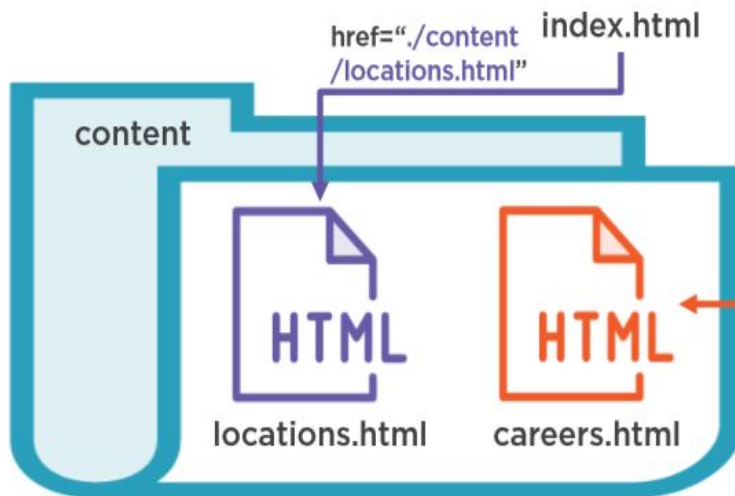 href=“./content
/locations.html”
index.html
content
HTML
HTML
locations.html
careers.html